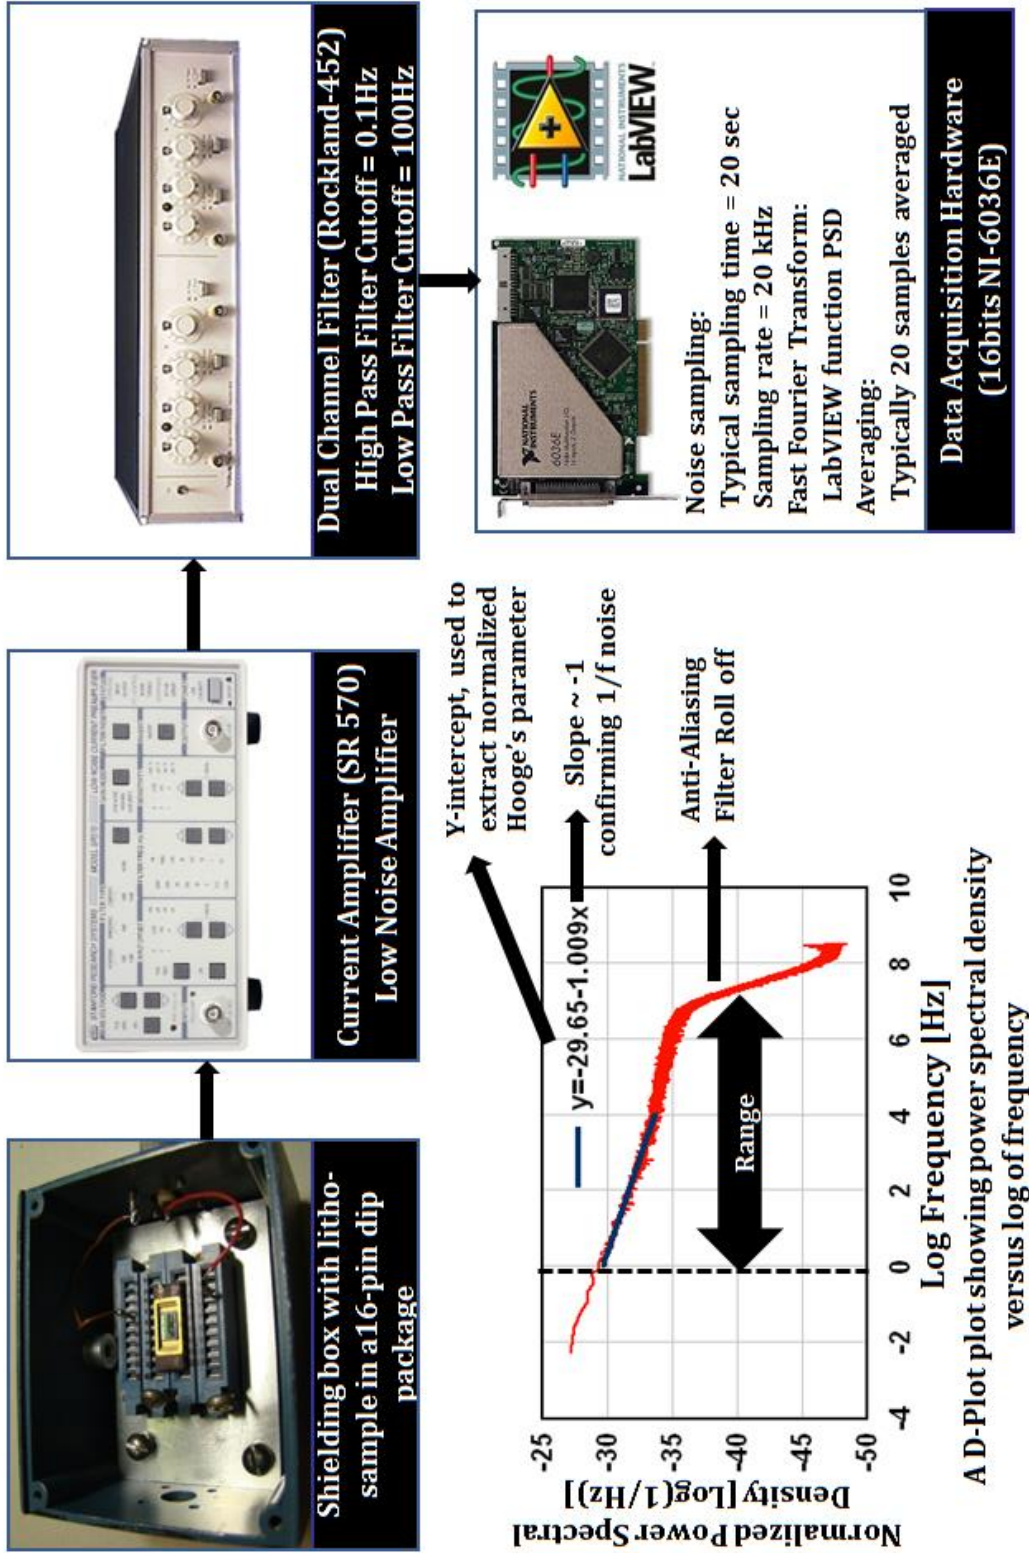 Shielding box with litho-
sample in a16-pin dip
package
Current Amplifier (SR 570)
Low Noise Amplifier
Dual Channel Filter (Rockland-452)
High Pass Filter Cutoff = 0.1Hz
Low Pass Filter Cutoff = 100Hz
NATIONAL INSTRUMENTS
LabVIEW
NATIONAL
INSTRUMENTS
6036E
Noise sampling:
Typical sampling time = 20 sec
Sampling rate = 20 kHz
Fast Fourier Transform:
LabVIEW function PSD
Averaging:
Typically 20 samples averaged
Data Acquisition Hardware
(16bits NI-6036E)
Y-intercept, used to
extract normalized
Hooge's parameter
Slope ~ -1
confirming 1/f noise
Anti-Aliasing
Filter Roll off
y=-29.65-1.009x
Range
-25
-30
-35
-40
-45
-50
-4
-2
0
2
4
6
8
10
Normalized Power Spectral
Density [Log(1/Hz)]
Log Frequency [Hz]
A D-Plot plot showing power spectral density
versus log of frequency